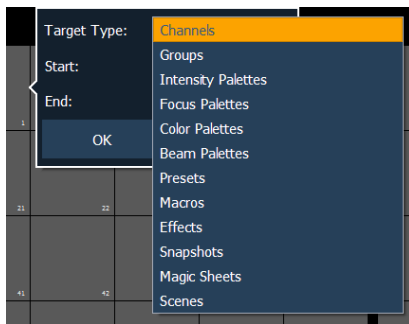 Target Type:
Channels
Groups
Start:
Intensity Palettes
Focus Palettes
End:
Color Palettes
1
OK
Beam Palettes
Presets
Macros
21
22
Effects
Snapshots
Magic Sheets
41
42
Scenes